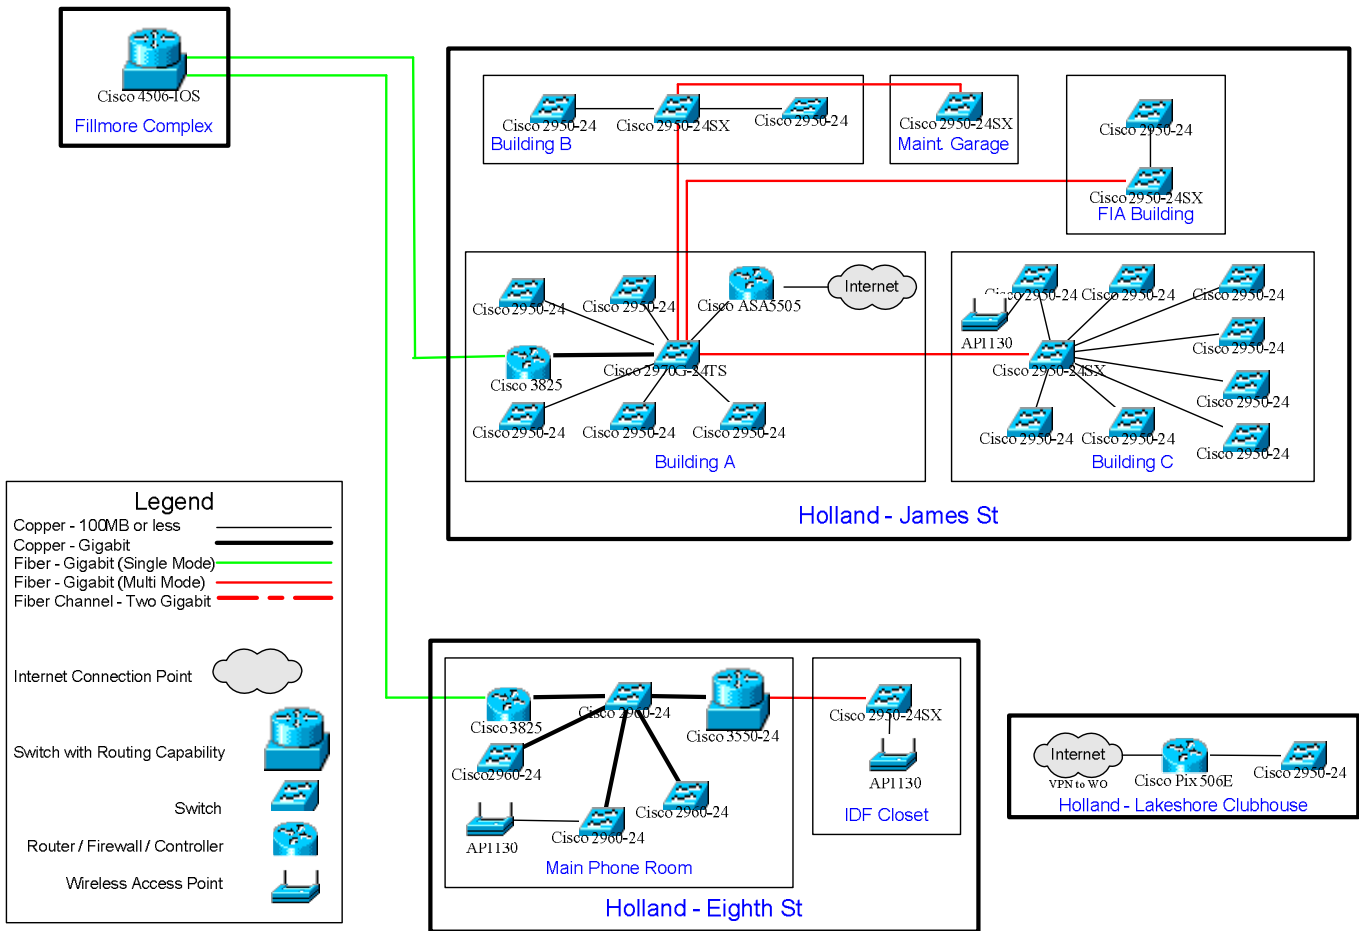 Cisco 4506-IOS
Fillmore Complex
Cisco 2950-24
Cisco 2950-24SX
Cisco 2950-24
Building B
Cisco 2950-24SX
Maint. Garage
Cisco 2950-24
Cisco 2950-24SX
FIA Building
Cisco 2950-24
Cisco 2950-24
Cisco ASA5505
Internet
Cisco 3825
Cisco 2970G-24TS
Cisco 2950-24
Cisco 2950-24
Cisco 2950-24
Building A
Cisco 2950-24
Cisco 2950-24
Cisco 2950-24
AP1130
Cisco 2950-24SX
Cisco 2950-24
Cisco 2950-24
Cisco 2950-24
Cisco 2950-24
Cisco 2950-24
Building C
Holland - James St
Legend
Copper - 100MB or less
Copper - Gigabit
Fiber - Gigabit (Single Mode)
Fiber - Gigabit (Multi Mode)
Fiber Channel - Two Gigabit
Internet Connection Point
Switch with Routing Capability
Switch
Router / Firewall / Controller
Wireless Access Point
Cisco 3825
Cisco 2960-24
Cisco 3550-24
Cisco2960-24
Cisco 2960-24
Cisco 2960-24
AP1130
Main Phone Room
Cisco 2950-24SX
AP1130
IDF Closet
Holland - Eighth St
Internet
VPN to WO
Cisco Pix 506E
Cisco 2950-24
Holland - Lakeshore Clubhouse